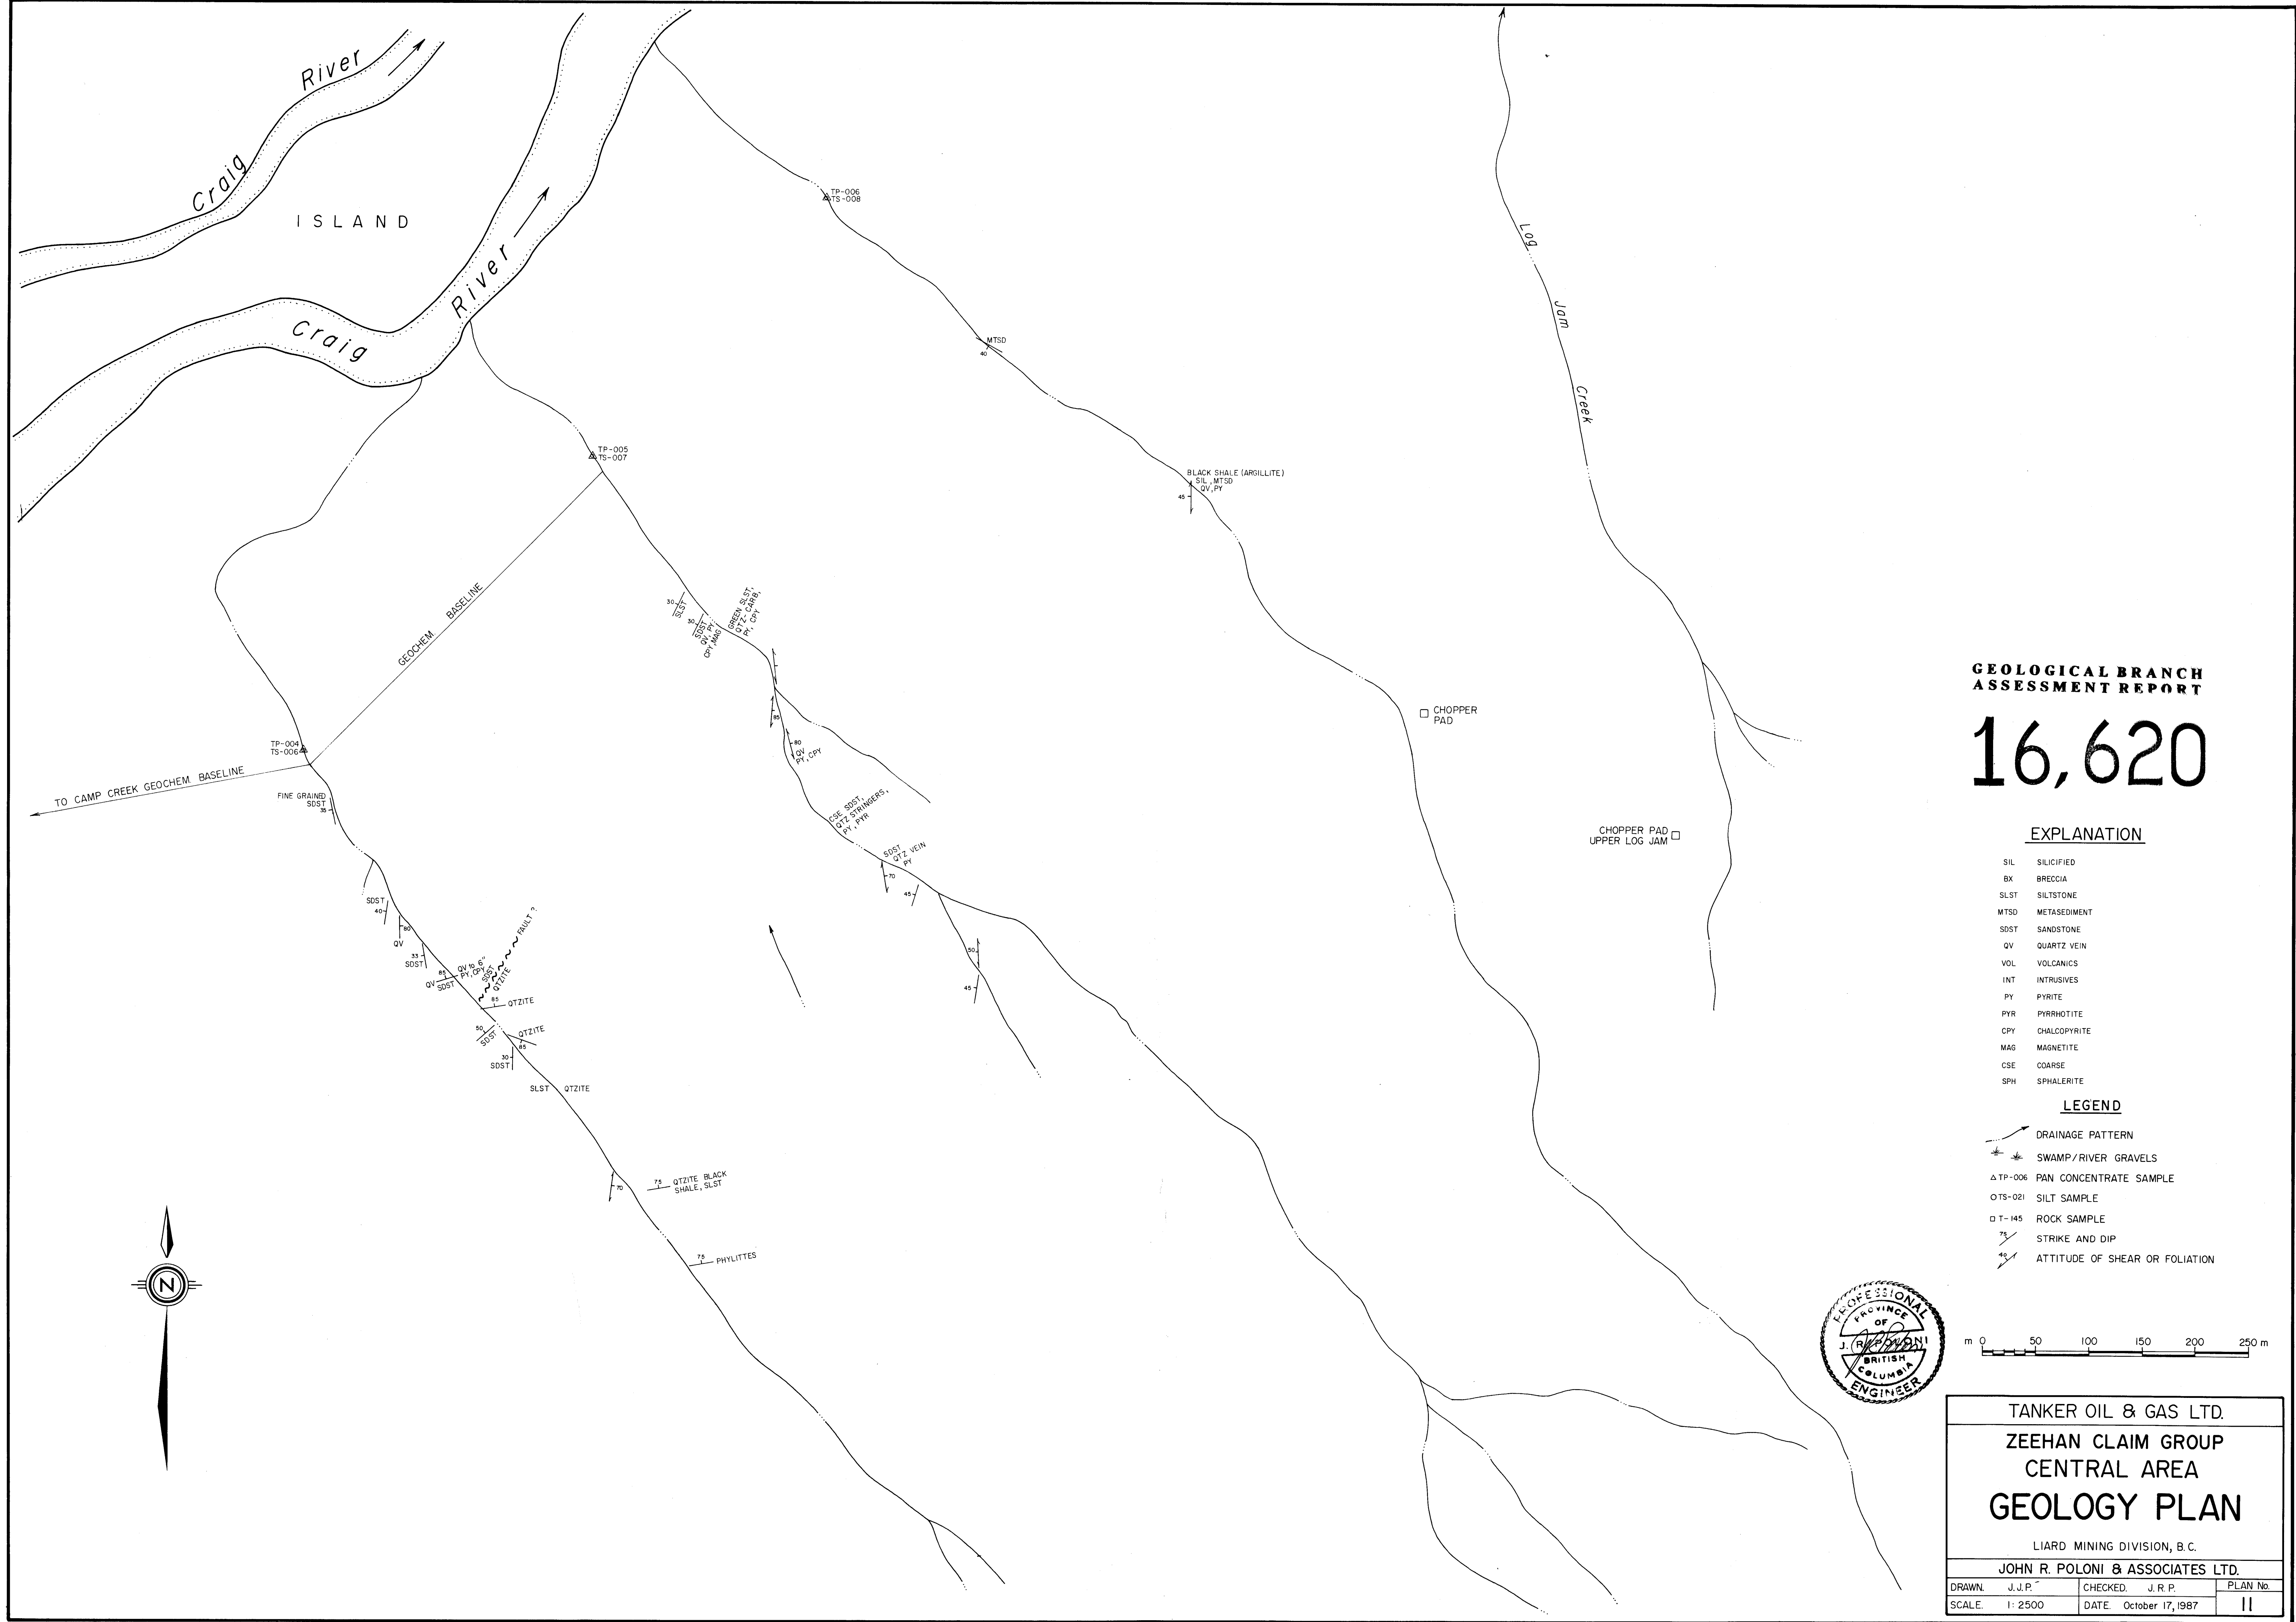 River
Craig
ISLAND
River
Craig
TP-006
TS-008
Log
Jam
Creek
MTSD
40
TP-005
TS-007
BLACK SHALE (ARGILLITE)
SIL, MTSD
QV, PY
45
GEOCHEM. BASELINE
30
SLST
30
SDST
QV, PY,
CPY, MAG
GREEN SLST,
QTZ-CARB,
PY, CPY
85
80
QV
PY, CPY
CHOPPER
PAD
TP-004
TS-006
TO CAMP CREEK GEOCHEM. BASELINE
FINE GRAINED
SDST
35
CSE SDST,
QTZ STRINGERS,
PY, PYR
SDST
QTZ VEIN
PY
70
45
CHOPPER PAD
UPPER LOG JAM
SDST
40
80
QV
33
SDST
FAULT ?
85
QV to 6"
PY, CPY
QV
SDST
SDST
QTZITE
85
QTZITE
50
45
50
SDST
QTZITE
85
30
SDST
SLST QTZITE
70
75 QTZITE BLACK
SHALE, SLST
75
PHYLITTES
N
GEOLOGICAL BRANCH
ASSESSMENT REPORT
16,620
EXPLANATION
SIL SILICIFIED
BX BRECCIA
SLST SILTSTONE
MTSD METASEDIMENT
SDST SANDSTONE
QV QUARTZ VEIN
VOL VOLCANICS
INT INTRUSIVES
PY PYRITE
PYR PYRRHOTITE
CPY CHALCOPYRITE
MAG MAGNETITE
CSE COARSE
SPH SPHALERITE
LEGEND
DRAINAGE PATTERN
SWAMP/RIVER GRAVELS
TP-006 PAN CONCENTRATE SAMPLE
TS-021 SILT SAMPLE
T-145 ROCK SAMPLE
75 STRIKE AND DIP
40 ATTITUDE OF SHEAR OR FOLIATION
PROFESSIONAL
PROVINCE
OF
J. R. POLONI
BRITISH
COLUMBIA
ENGINEER
m 0 50 100 150 200 250 m
TANKER OIL & GAS LTD.
ZEEHAN CLAIM GROUP
CENTRAL AREA
GEOLOGY PLAN
LIARD MINING DIVISION, B.C.
JOHN R. POLONI & ASSOCIATES LTD.
DRAWN. J.J.P. CHECKED. J.R.P. PLAN No.
SCALE. 1:2500 DATE. October 17, 1987 11